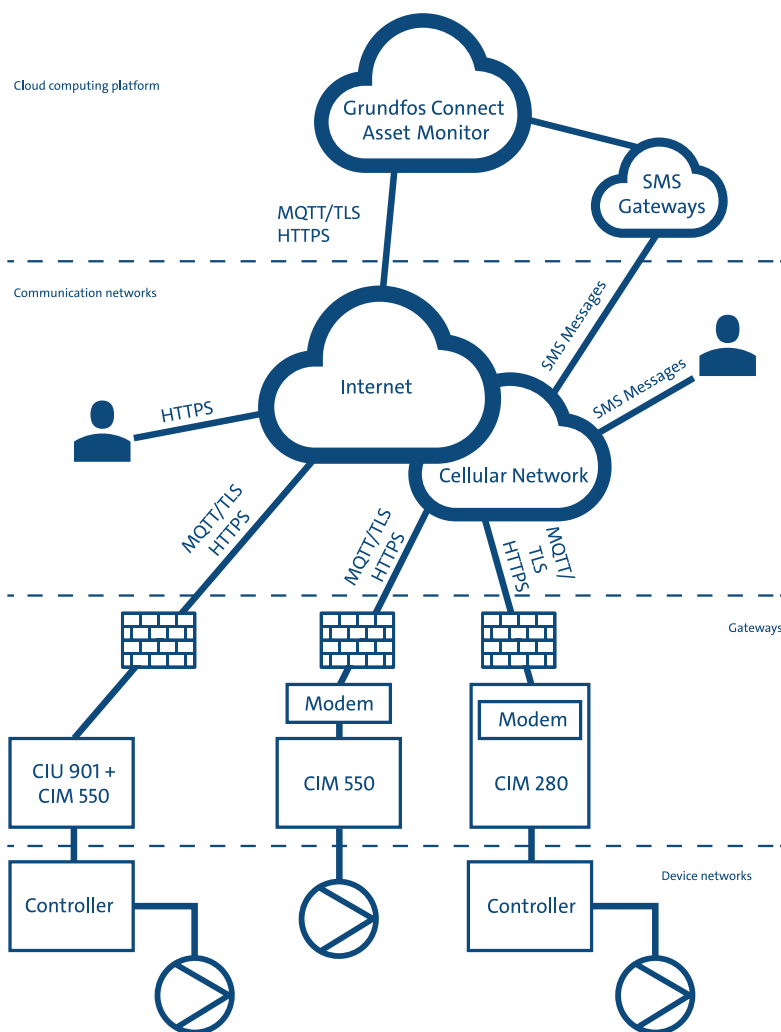 Cloud computing platform
Grundfos Connect
Asset Monitor
SMS
Gateways
MQTT/TLS
HTTPS
Communication networks
SMS Messages
SMS Messages
Internet
HTTPS
Cellular Network
MQTT/TLS
HTTPS
MQTT/TLS
HTTPS
MQTT/
TLS
HTTPS
Gateways
Modem
Modem
CIU 901 +
CIM 550
CIM 550
CIM 280
Device networks
Controller
Controller